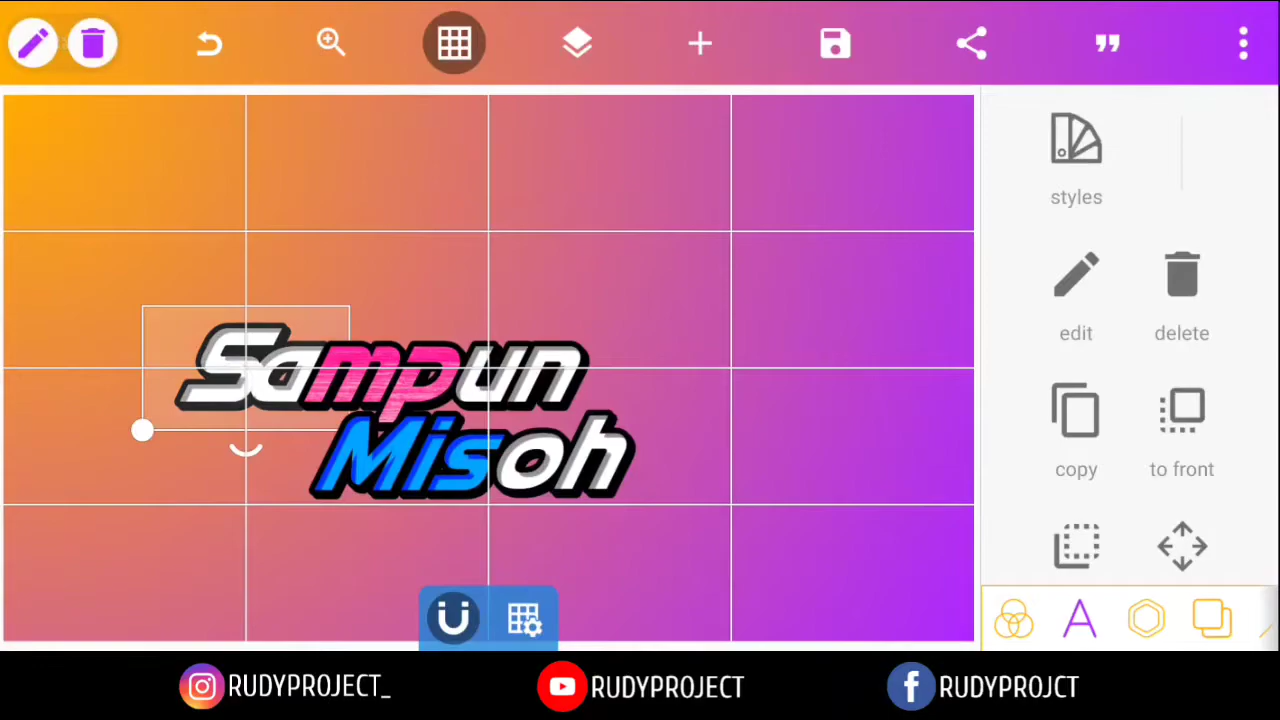 styles
edit
delete
Sampun
Misoh
copy
to front
RUDYPROJECT_
RUDYPROJECT
RUDYPROJCT